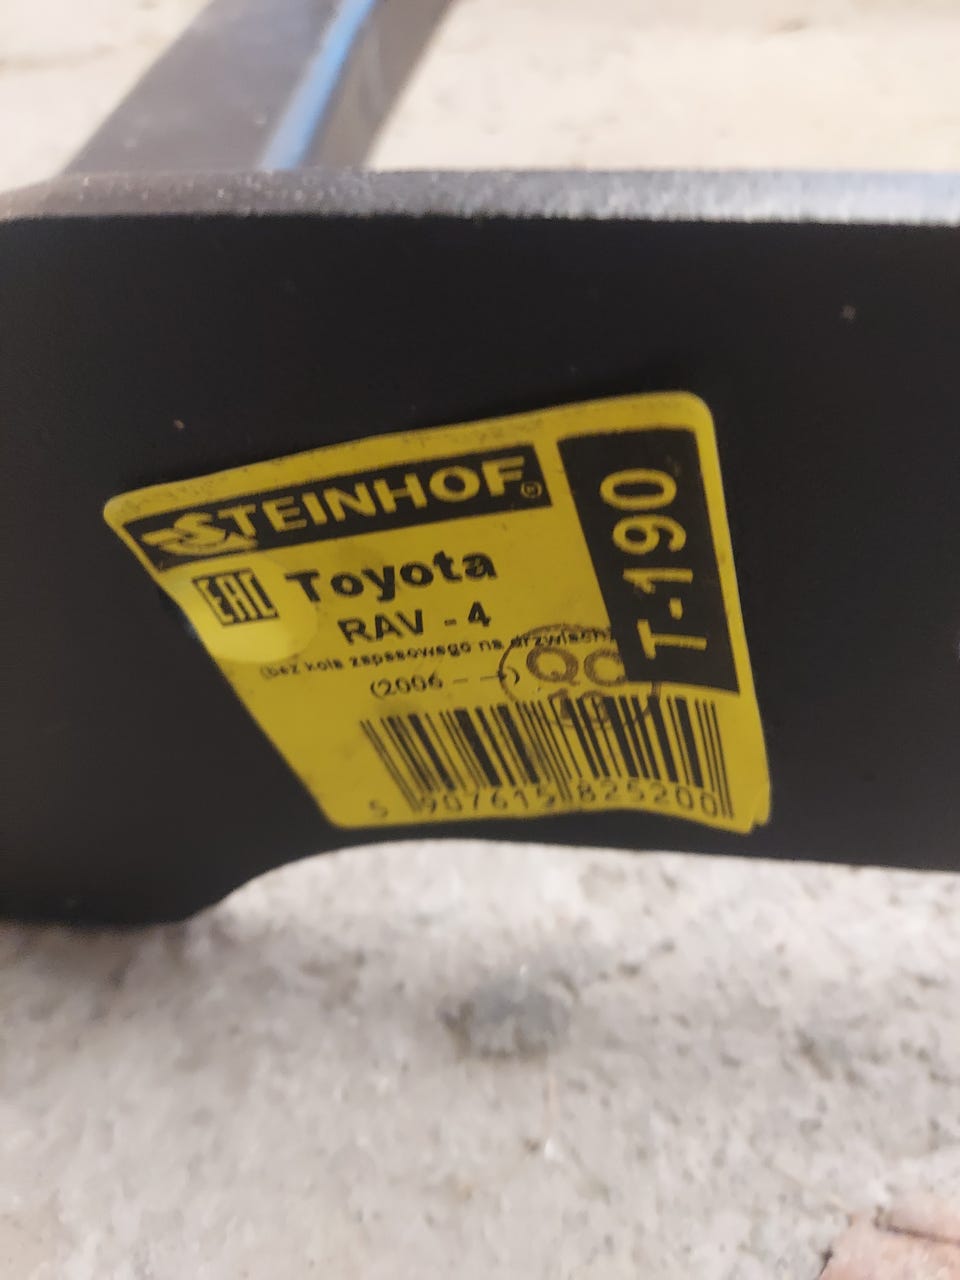 STEINHOF®
T-190
EAC
Toyota
RAV - 4
(bez koła zapasowego na drzwiach)
(2006 - →)
QC
5 907615 825200